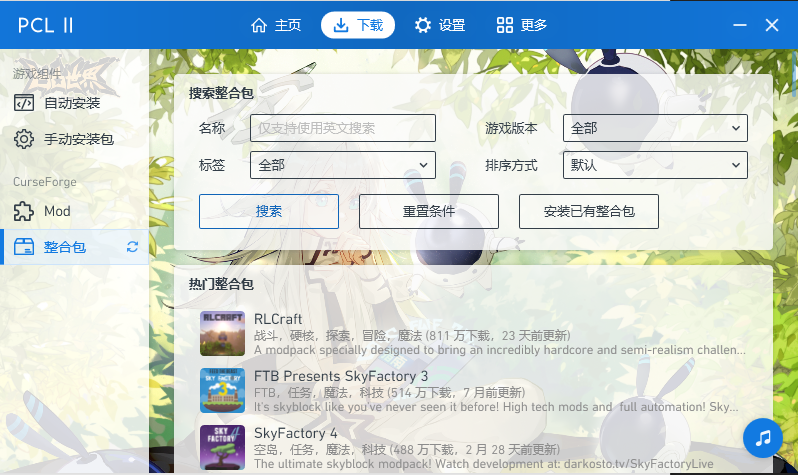 PCL II
主页
下载
设置
更多
游戏组件
自动安装
手动安装包
CurseForge
Mod
整合包
搜索整合包
名称
仅支持使用英文搜索
游戏版本
全部
标签
全部
排序方式
默认
搜索
重置条件
安装已有整合包
热门整合包
RLCRAFT
RLCraft
战斗，硬核，探索，冒险，魔法 (811 万下载，23 天前更新)
A modpack specially designed to bring an incredibly hardcore and semi-realism challen...
SKY FACTORY
FTB Presents SkyFactory 3
FTB，任务，魔法，科技 (514 万下载，7 月前更新)
It's skyblock like you've never seen it before! High tech mods and full automation! Sky...
SKY FACTORY 4
SkyFactory 4
空岛，任务，魔法，科技 (488 万下载，2 月 28 天前更新)
The ultimate skyblock modpack! Watch development at: darkosto.tv/SkyFactoryLive